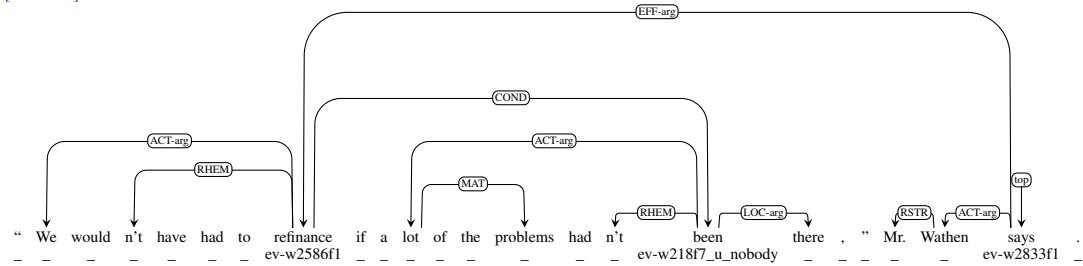 EFF-arg
COND
ACT-arg ACT-arg
RHEM MAT top
RHEM LOC-arg RSTR ACT-arg
“ We would n’t have had to refinance if a lot of the problems had n’t been there , ” Mr. Wathen says .
_ _ _ _ _ _ _ ev-w2586f1 _ _ _ _ _ _ _ _ ev-w218f7_u_nobody _ _ _ _ _ ev-w2833f1 _